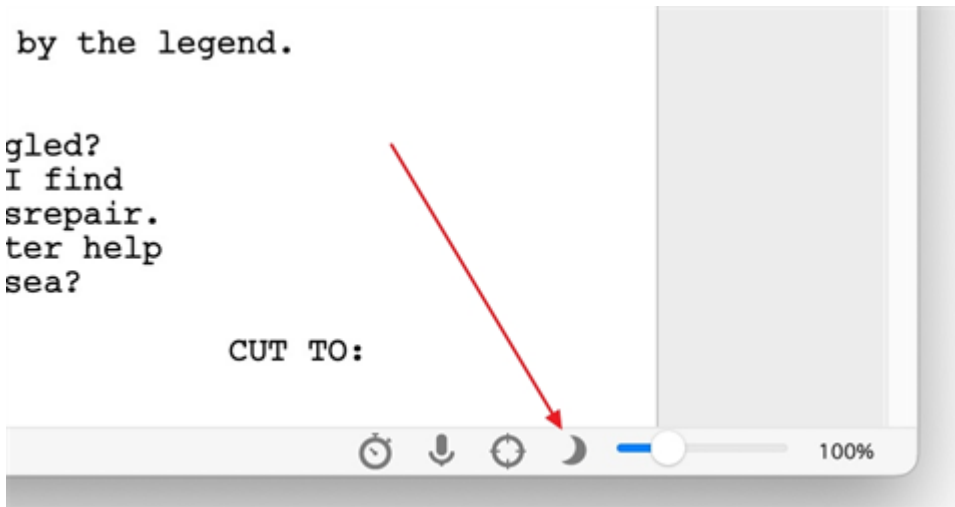 by the legend.
gled?
I find
srepair.
ter help
sea?
CUT TO:
100%